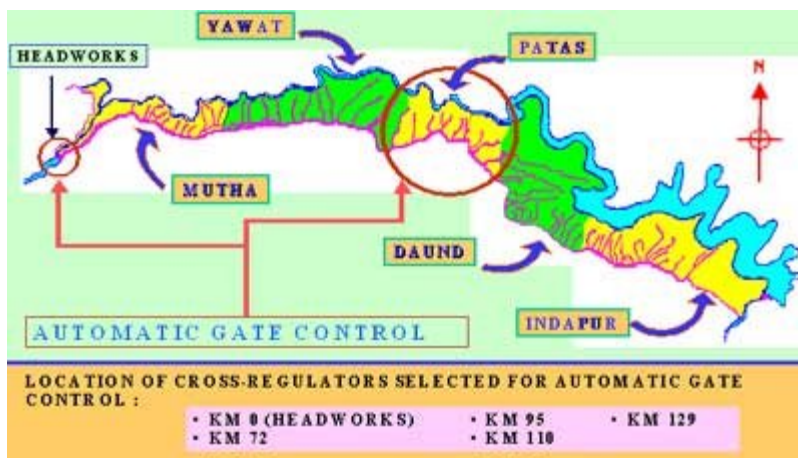 YAWAT
PATAS
HEADWORKS
N
MUTHA
DAUND
INDAPUR
AUTOMATIC GATE CONTROL
LOCATION OF CROSS-REGULATORS SELECTED FOR AUTOMATIC GATE
CONTROL :
• KM 0 (HEADWORKS) • KM 95 • KM 129
• KM 72 • KM 110